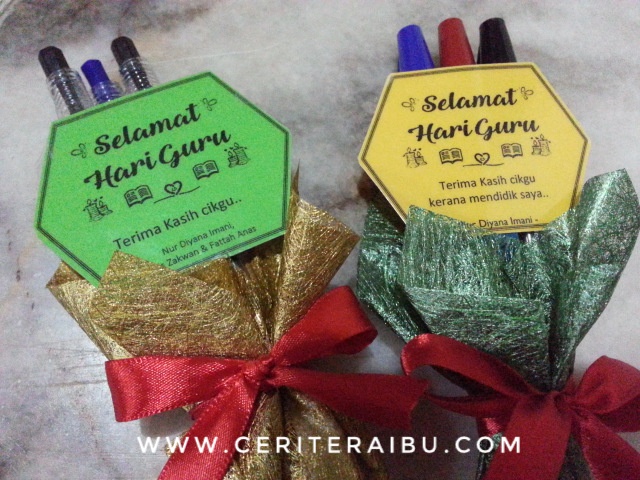 Selamat
Hari Guru
Terima Kasih cikgu..
Nur Diyana Imani,
Zakwan & Fattah Anas
Selamat
Hari Guru
Terima Kasih cikgu
kerana mendidik saya..
Nur Diyana Imani -
WWW.CERITERAIBU.COM